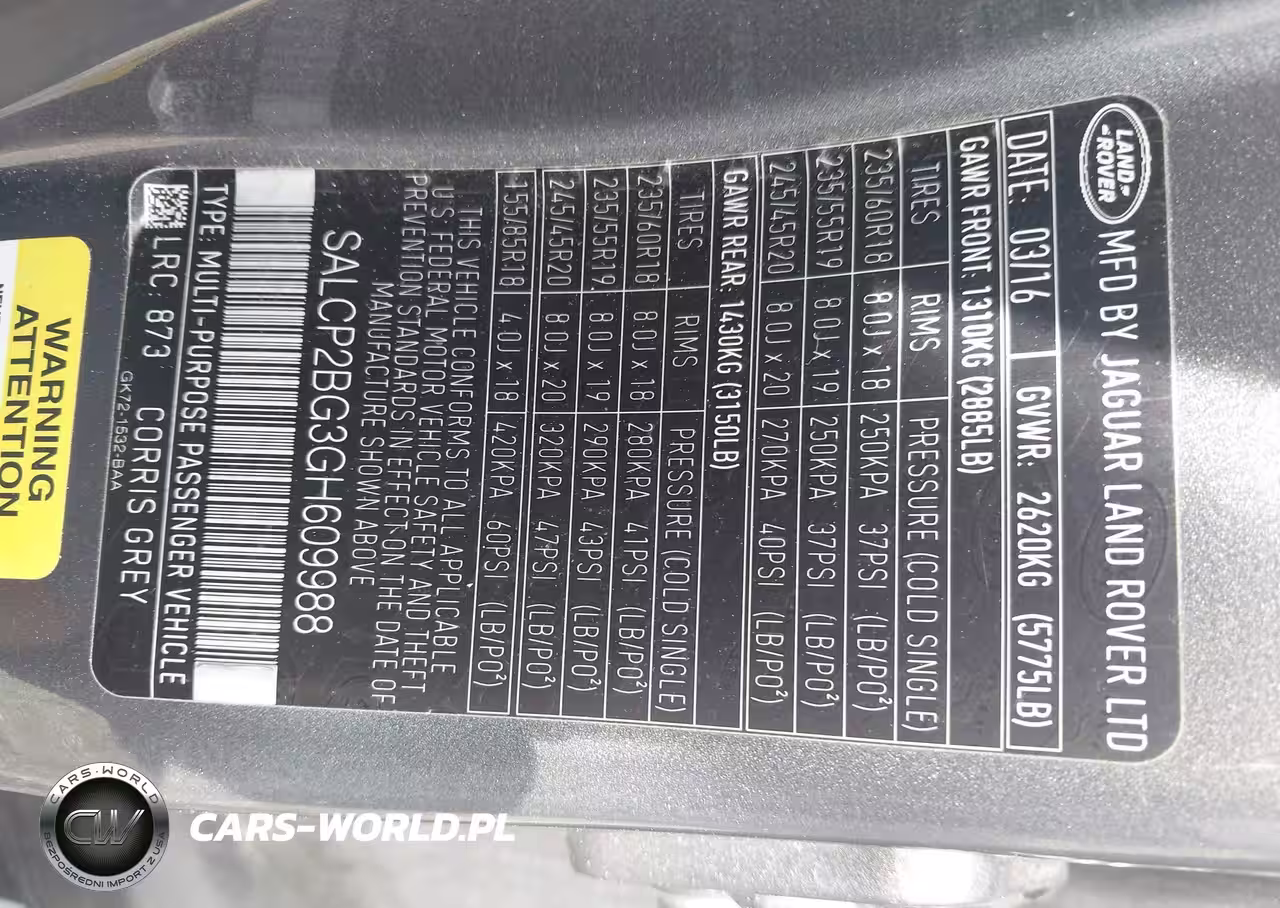 LAND-
-ROVER
MFD BY JAGUAR LAND ROVER LTD
DATE: 03/16 GVWR: 2620KG (5775LB)
GAWR FRONT: 1310KG (2885LB)
TIRES RIMS PRESSURE (COLD SINGLE)
235/60R18 8.0J x 18 250KPA 37PSI (LB/PO²)
235/55R19 8.0J x 19 250KPA 37PSI (LB/PO²)
245/45R20 8.0J x 20 270KPA 40PSI (LB/PO²)
GAWR REAR: 1430KG (3150LB)
TIRES RIMS PRESSURE (COLD SINGLE)
235/60R18 8.0J x 18 280KPA 41PSI (LB/PO²)
235/55R19 8.0J x 19 290KPA 43PSI (LB/PO²)
245/45R20 8.0J x 20 320KPA 47PSI (LB/PO²)
155/85R18 4.0J x 18 420KPA 60PSI (LB/PO²)
THIS VEHICLE CONFORMS TO ALL APPLICABLE
U.S FEDERAL MOTOR VEHICLE SAFETY AND THEFT
PREVENTION STANDARDS IN EFFECT ON THE DATE OF
MANUFACTURE SHOWN ABOVE
SALCP2BG3GH609988
TYPE: MULTI-PURPOSE PASSENGER VEHICLE
LRC: 873 CORRIS GREY
GK72-1532-BAA
WARNING
ATTENTION
CARS-WORLD
CW
BEZPOŚREDNI IMPORT Z USA
CARS-WORLD.PL